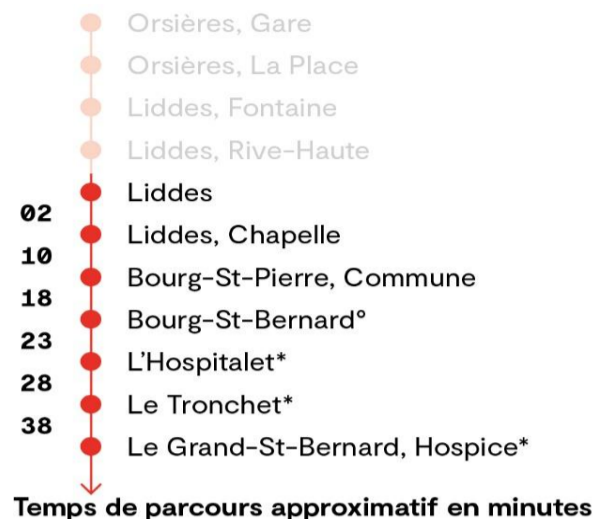 Orsières, Gare
Orsières, La Place
Liddes, Fontaine
Liddes, Rive-Haute
Liddes
02
Liddes, Chapelle
10
Bourg-St-Pierre, Commune
18
Bourg-St-Bernard°
23
L'Hospitalet*
28
Le Tronchet*
38
Le Grand-St-Bernard, Hospice*
Temps de parcours approximatif en minutes